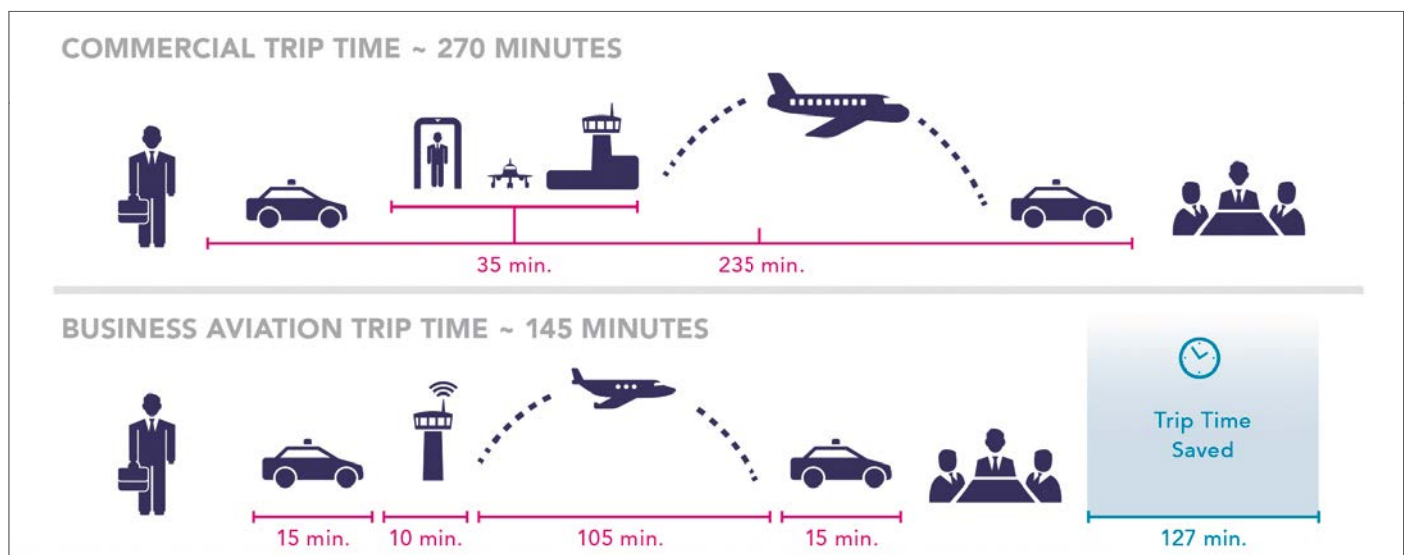 COMMERCIAL TRIP TIME ~ 270 MINUTES
35 min.
235 min.
BUSINESS AVIATION TRIP TIME ~ 145 MINUTES
Trip Time
Saved
15 min.
10 min.
105 min.
15 min.
127 min.